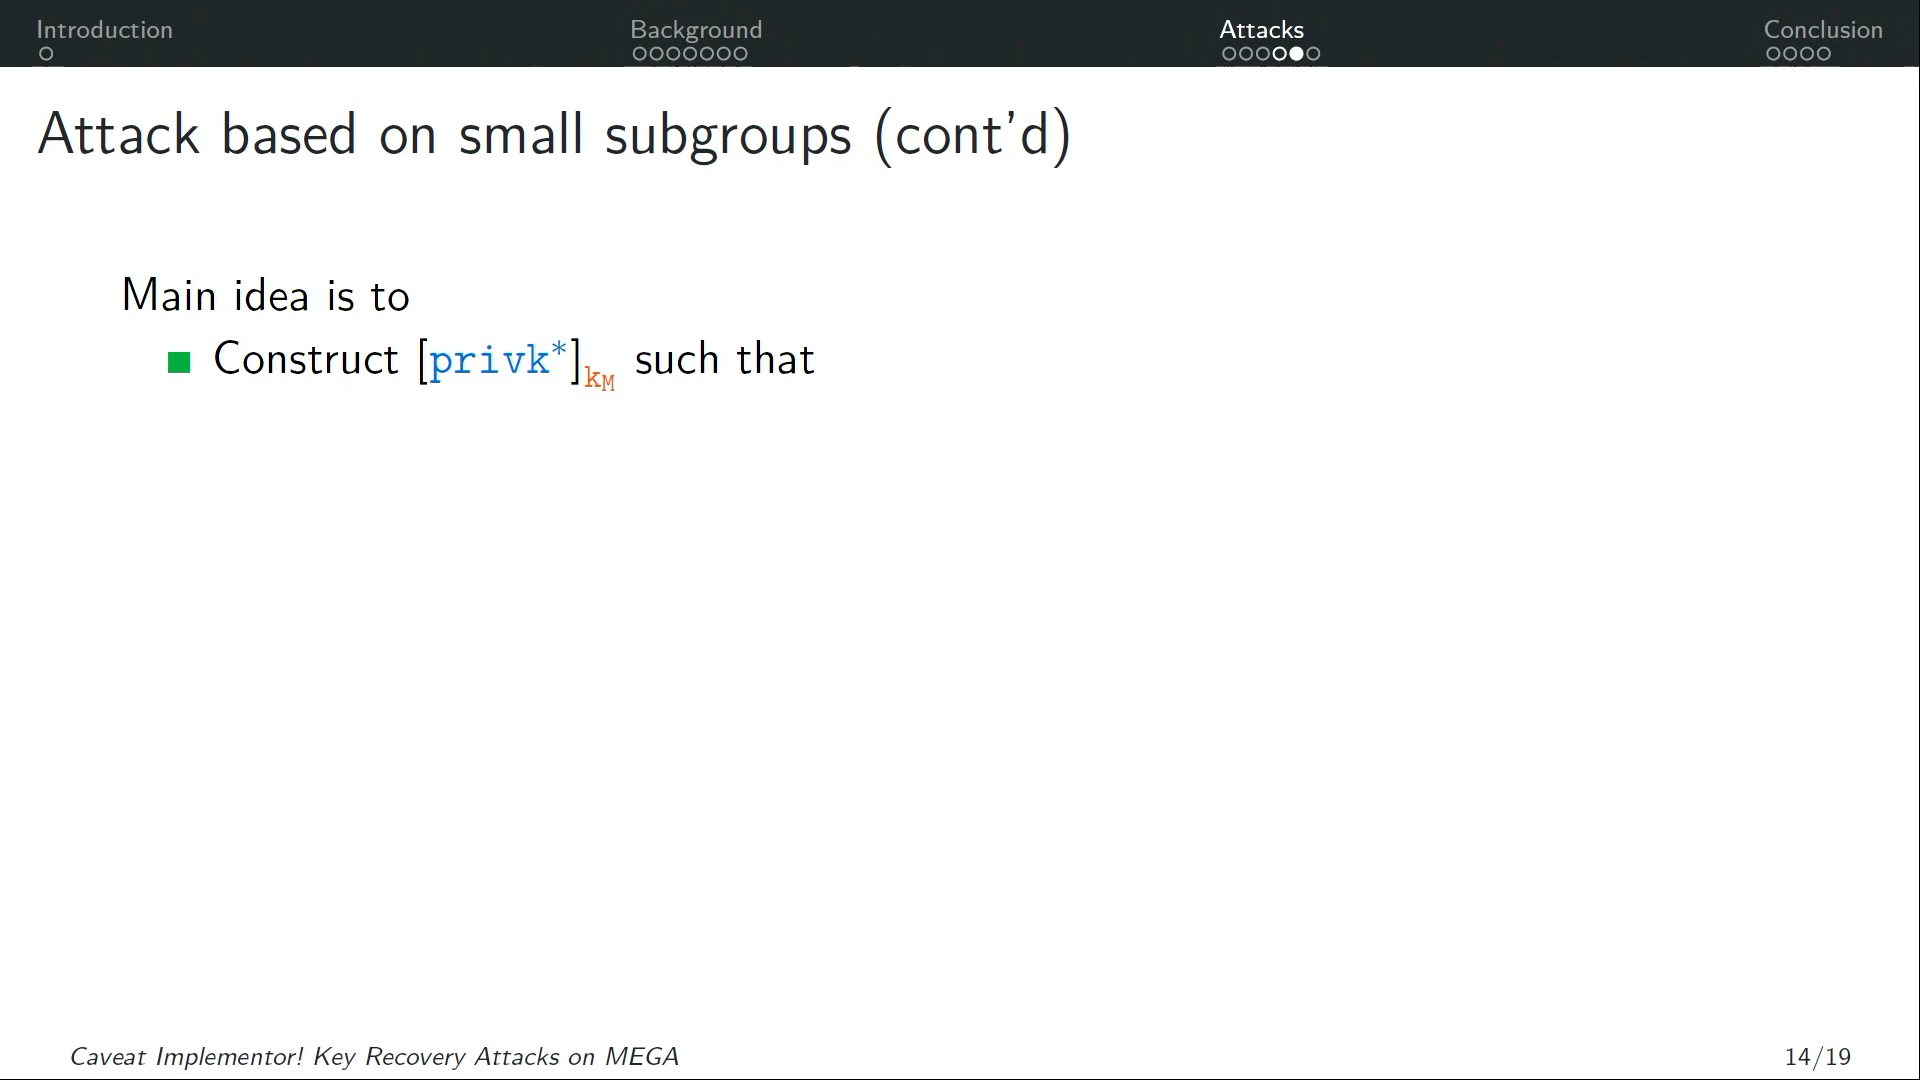 Introduction
Background
Attacks
Conclusion
Attack based on small subgroups (cont'd)
Main idea is to
Construct [privk*]kM such that
Caveat Implementor! Key Recovery Attacks on MEGA
14/19